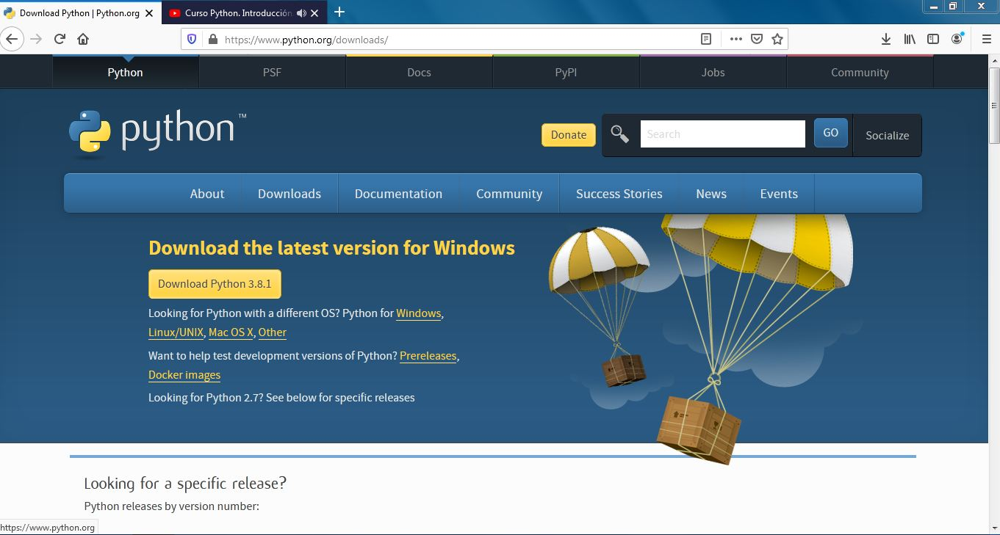 Download Python | Python.org
Curso Python. Introducción
https://www.python.org/downloads/
Python PSF Docs PyPI Jobs Community
python™
Donate
Search
GO
Socialize
About Downloads Documentation Community Success Stories News Events
Download the latest version for Windows
Download Python 3.8.1
Looking for Python with a different OS? Python for Windows,
Linux/UNIX, Mac OS X, Other
Want to help test development versions of Python? Prereleases,
Docker images
Looking for Python 2.7? See below for specific releases
Looking for a specific release?
Python releases by version number:
https://www.python.org